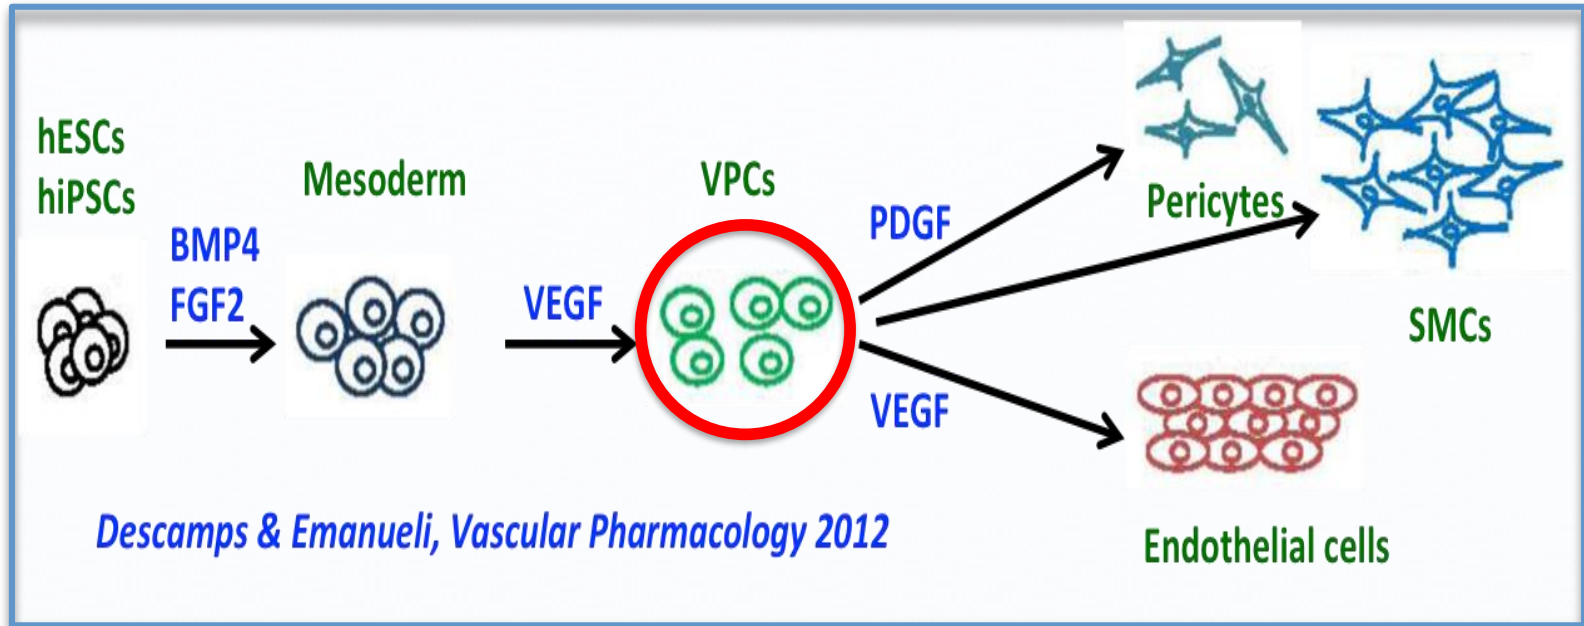 hESCs
hiPSCs
BMP4
FGF2
Mesoderm
VEGF
VPCs
PDGF
VEGF
Pericytes
SMCs
Endothelial cells
Descamps & Emanueli, Vascular Pharmacology 2012